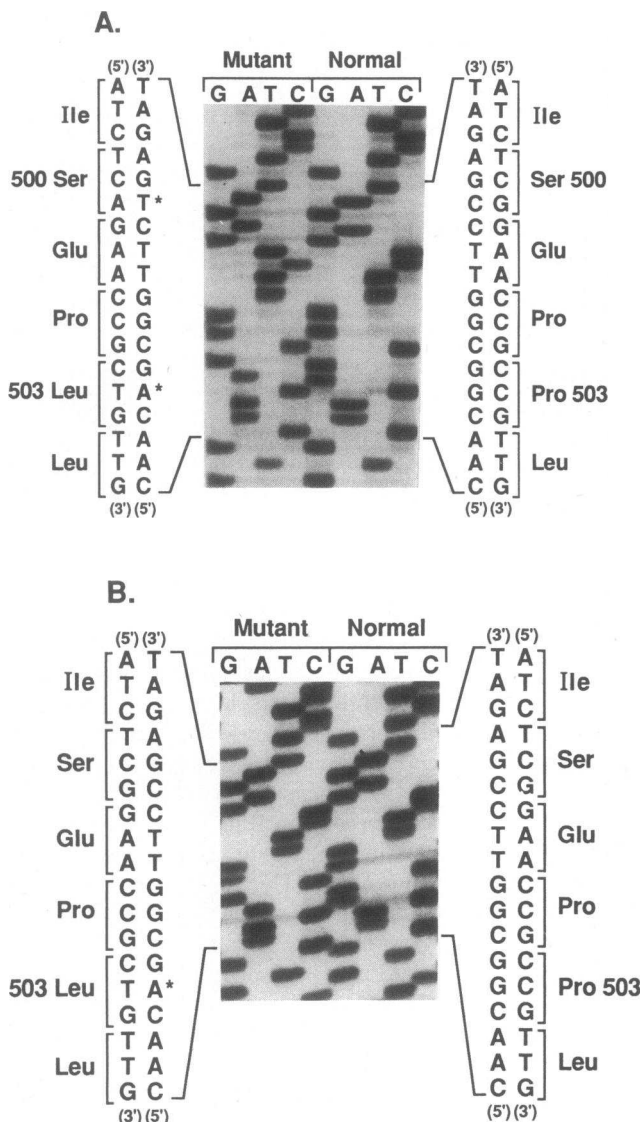 A.
Mutant Normal
(5') (3') G A T C G A T C (3') (5')
A T T A
Ile T A A T Ile
C G G C
T A A T
500 Ser C G G C Ser 500
A T* C G
G C C G
Glu A T T A Glu
A T T A
C G G C
Pro C G G C Pro
G C C G
C G G C
503 Leu T A* G C Pro 503
G C C G
T A A T
Leu T A A T Leu
G C C G
(3') (5') (5') (3')
B.
Mutant Normal
(5') (3') G A T C G A T C (3') (5')
A T T A
Ile T A A T Ile
C G G C
T A A T
Ser C G G C Ser
G C C G
G C C G
Glu A T T A Glu
A T T A
C G G C
Pro C G G C Pro
G C C G
C G G C
503 Leu T A* G C Pro 503
G C C G
T A A T
Leu T A A T Leu
G C C G
(3') (5') (5') (3')